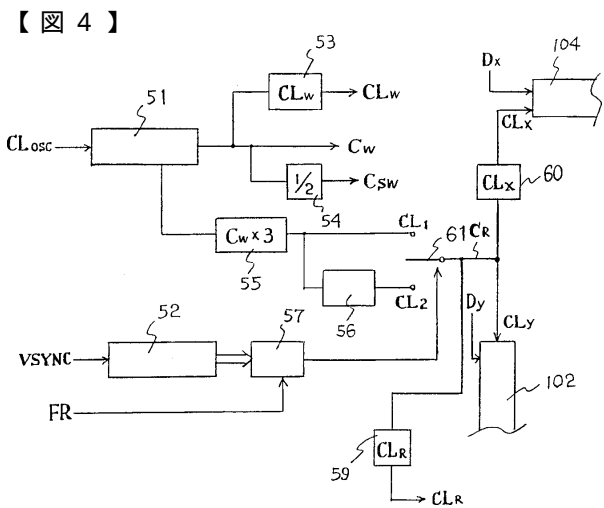 【図4】
53
CLW
CLW
51
CLOSC
CW
1/2
CSW
54
CW×3
55
CL1
56
CL2
61
CR
DX
104
CLX
CLX
60
Dy
CLy
102
52
57
VSYNC
FR
CLR
59
CLR